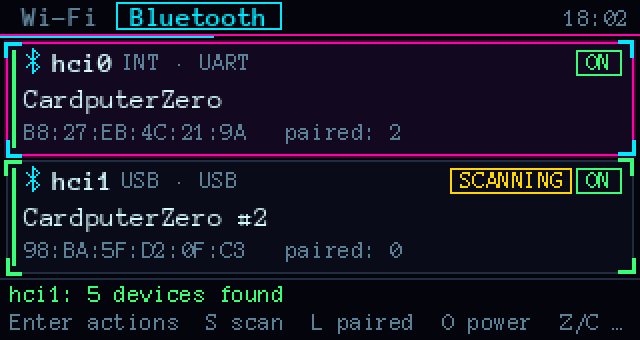 Wi-Fi Bluetooth 18:02
hci0 INT · UART ON
CardputerZero
B8:27:EB:4C:21:9A paired: 2
hci1 USB · USB SCANNING ON
CardputerZero #2
98:BA:5F:D2:0F:C3 paired: 0
hci1: 5 devices found
Enter actions S scan L paired O power Z/C …